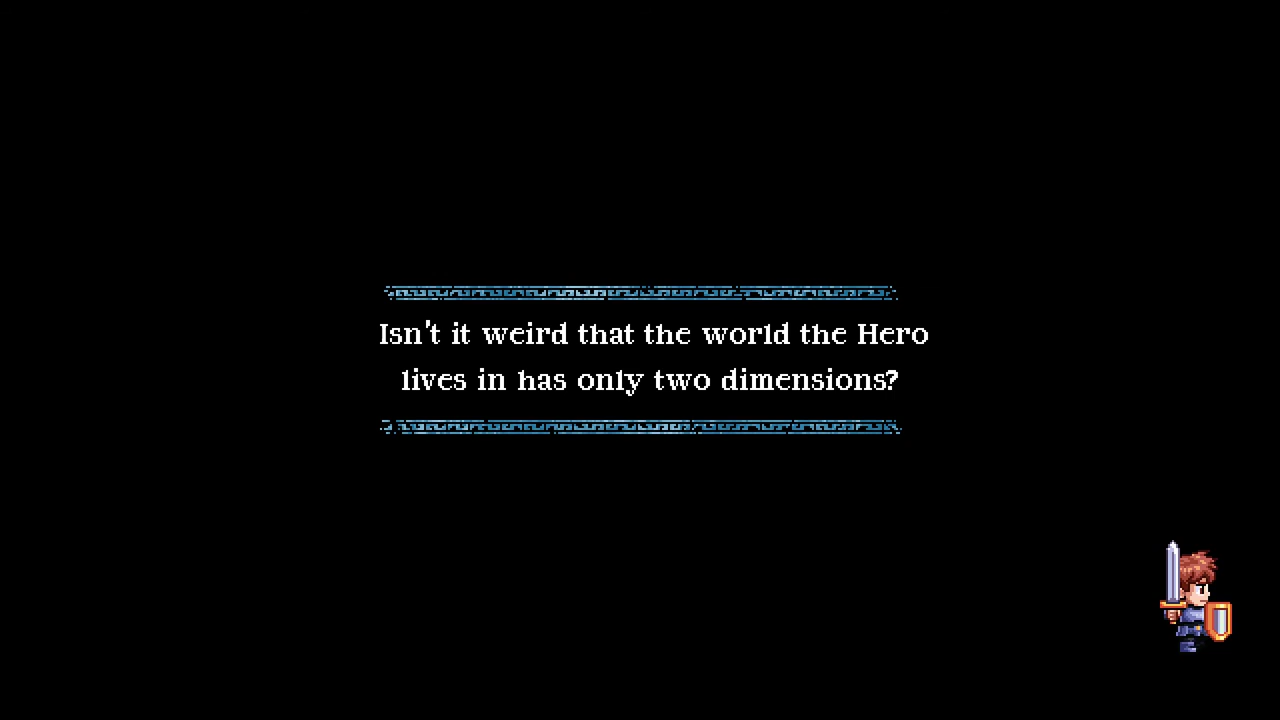 Isn't it weird that the world the Hero
lives in has only two dimensions?